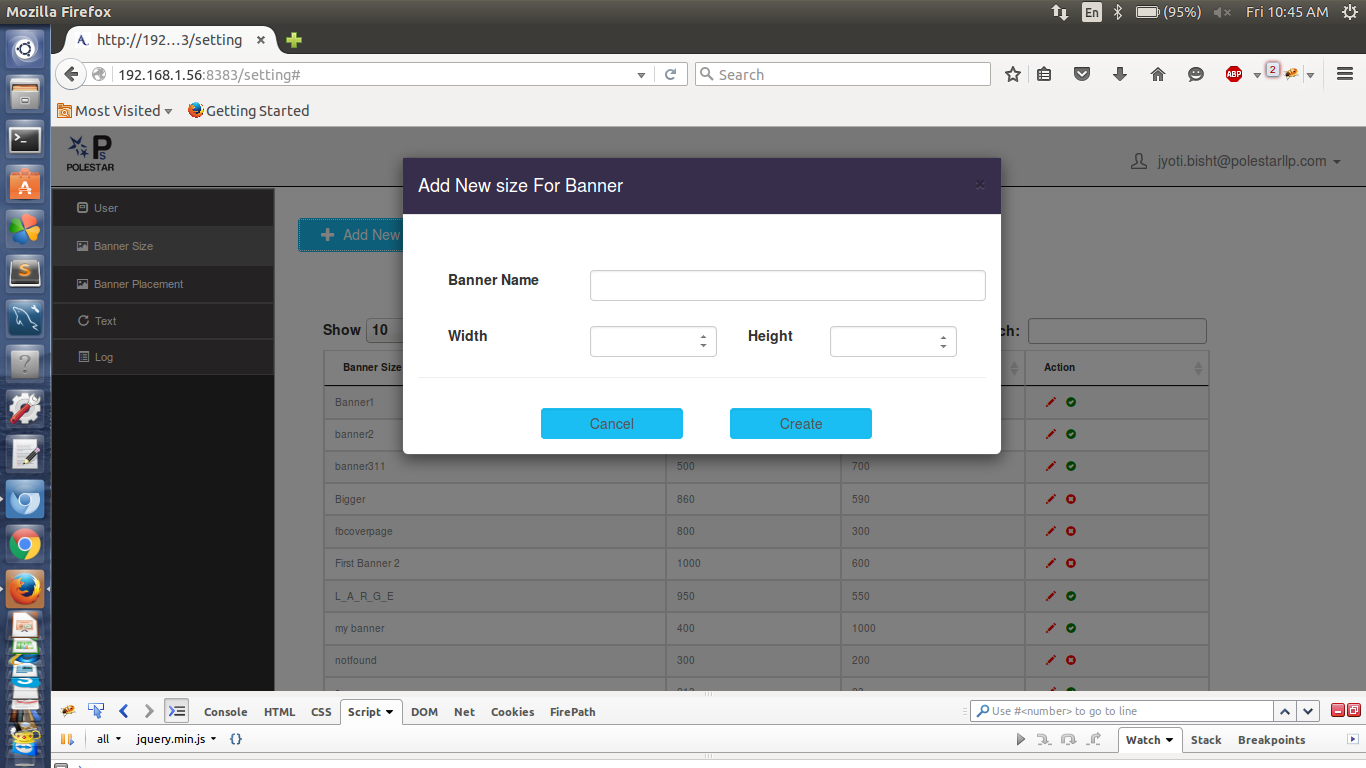 Mozilla Firefox
En
(95%)
Fri 10:45 AM
A. http://192...3/setting
192.168.1.56:8383/setting#
Search
ABP
2
Most Visited
Getting Started
Ps
POLESTAR
jyoti.bisht@polestarllp.com
User
Banner Size
Banner Placement
Text
Log
Add New
Add New size For Banner
×
Banner Name
Width
Height
Cancel
Create
Show 10
ch:
Banner Size
Action
Banner1
banner2
banner311 500 700
Bigger 860 590
fbcoverpage 800 300
First Banner 2 1000 600
L_A_R_G_E 950 550
my banner 400 1000
notfound 300 200
Console HTML CSS Script DOM Net Cookies FirePath
Use #<number> to go to line
all jquery.min.js {}
Watch Stack Breakpoints